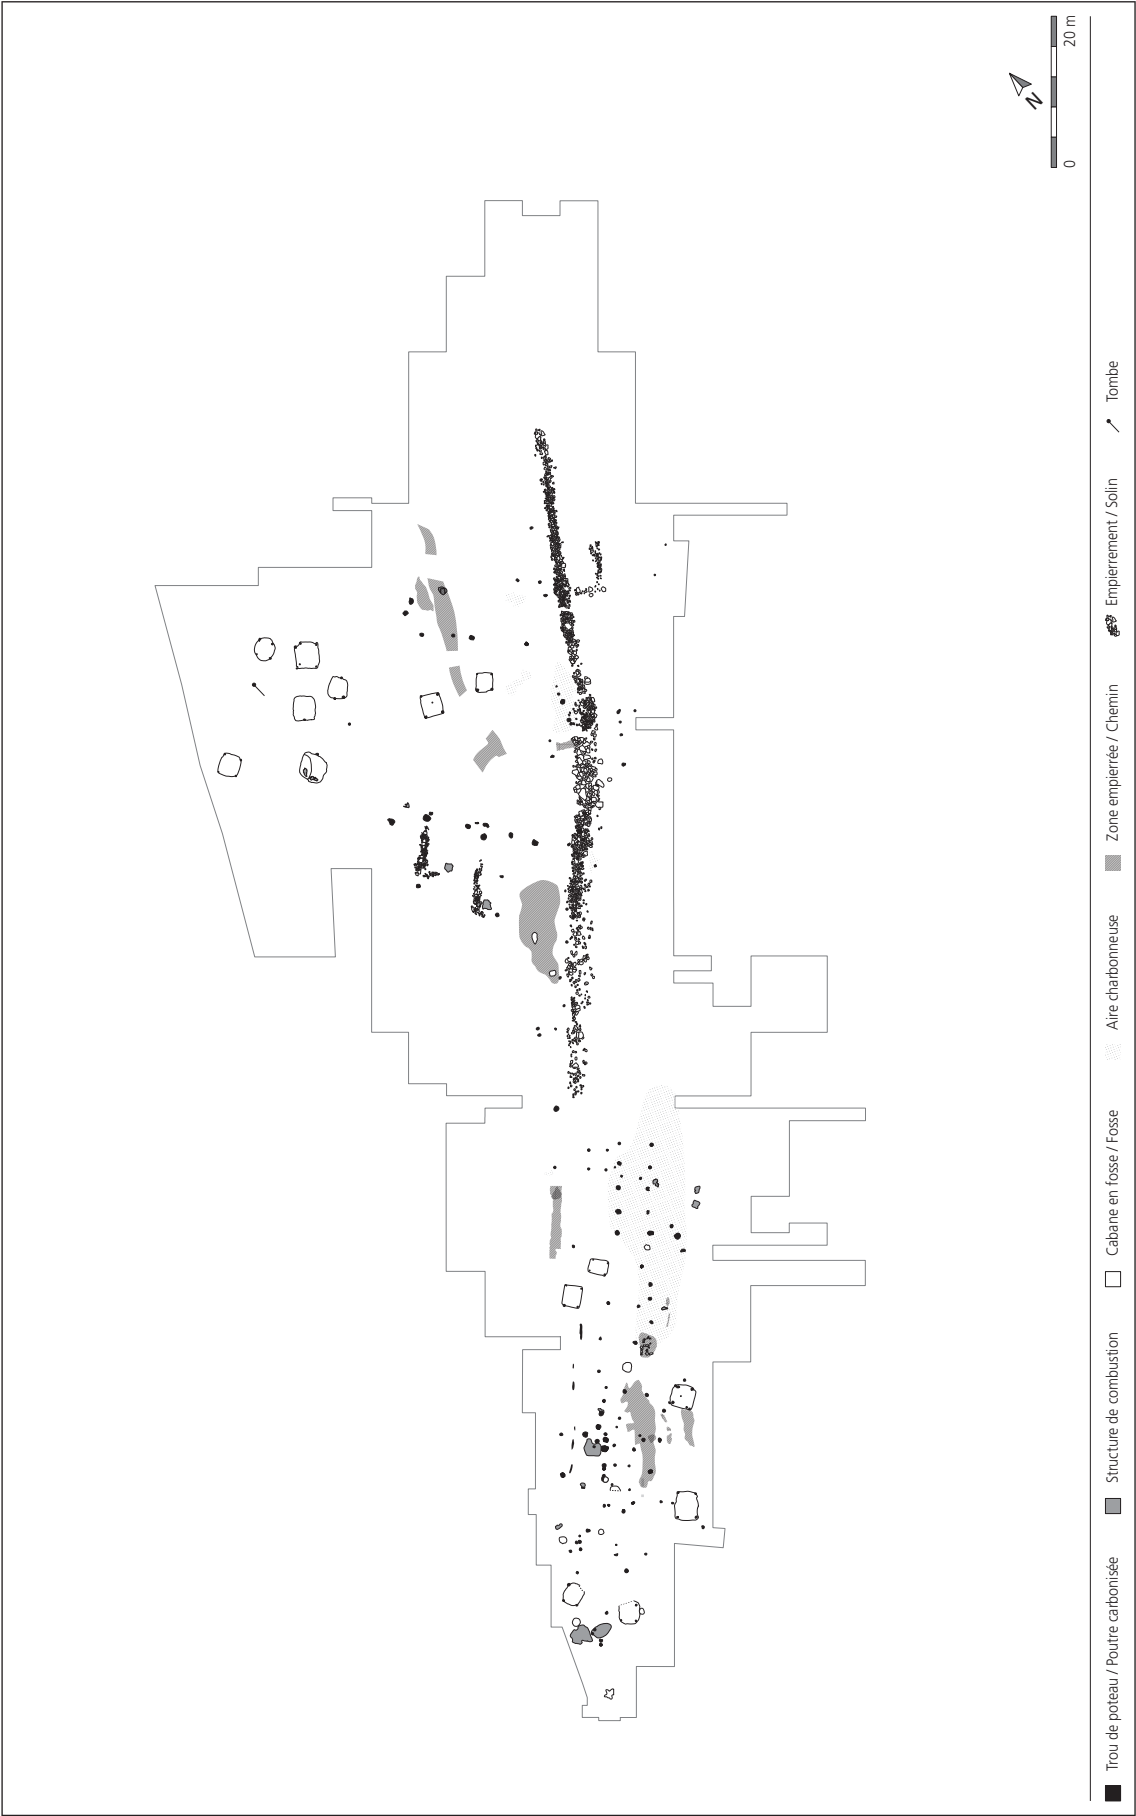 N
0 20 m
Trou de poteau / Poutre carbonisée Structure de combustion Cabane en fosse / Fosse Aire charbonneuse Zone empierrée / Chemin Empierrement / Solin Tombe